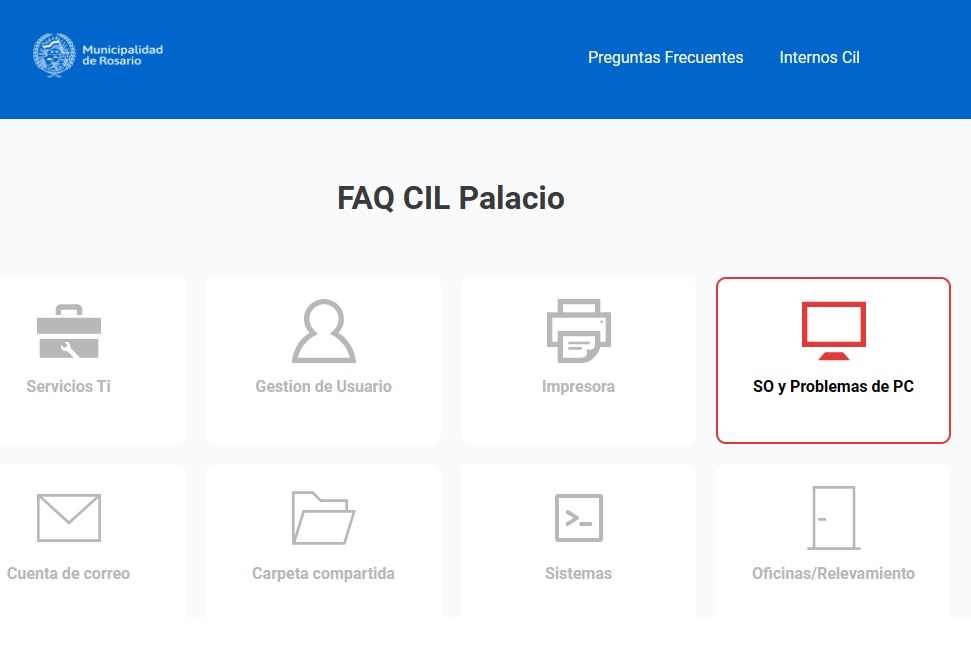 Municipalidad
de Rosario
Preguntas Frecuentes
Internos Cil
FAQ CIL Palacio
Servicios Ti
Gestion de Usuario
Impresora
SO y Problemas de PC
Cuenta de correo
Carpeta compartida
Sistemas
Oficinas/Relevamiento